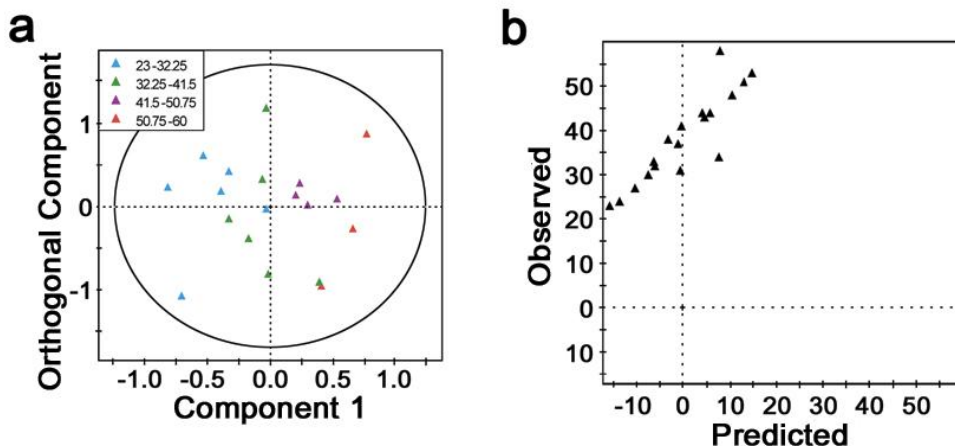 a
Orthogonal Component
1
0
-1
23-32.25
32.25-41.5
41.5-50.75
50.75-60
-1.0 -0.5 0.0 0.5 1.0
Component 1
b
Observed
50
40
30
20
10
0
10
-10 0 10 20 30 40 50
Predicted